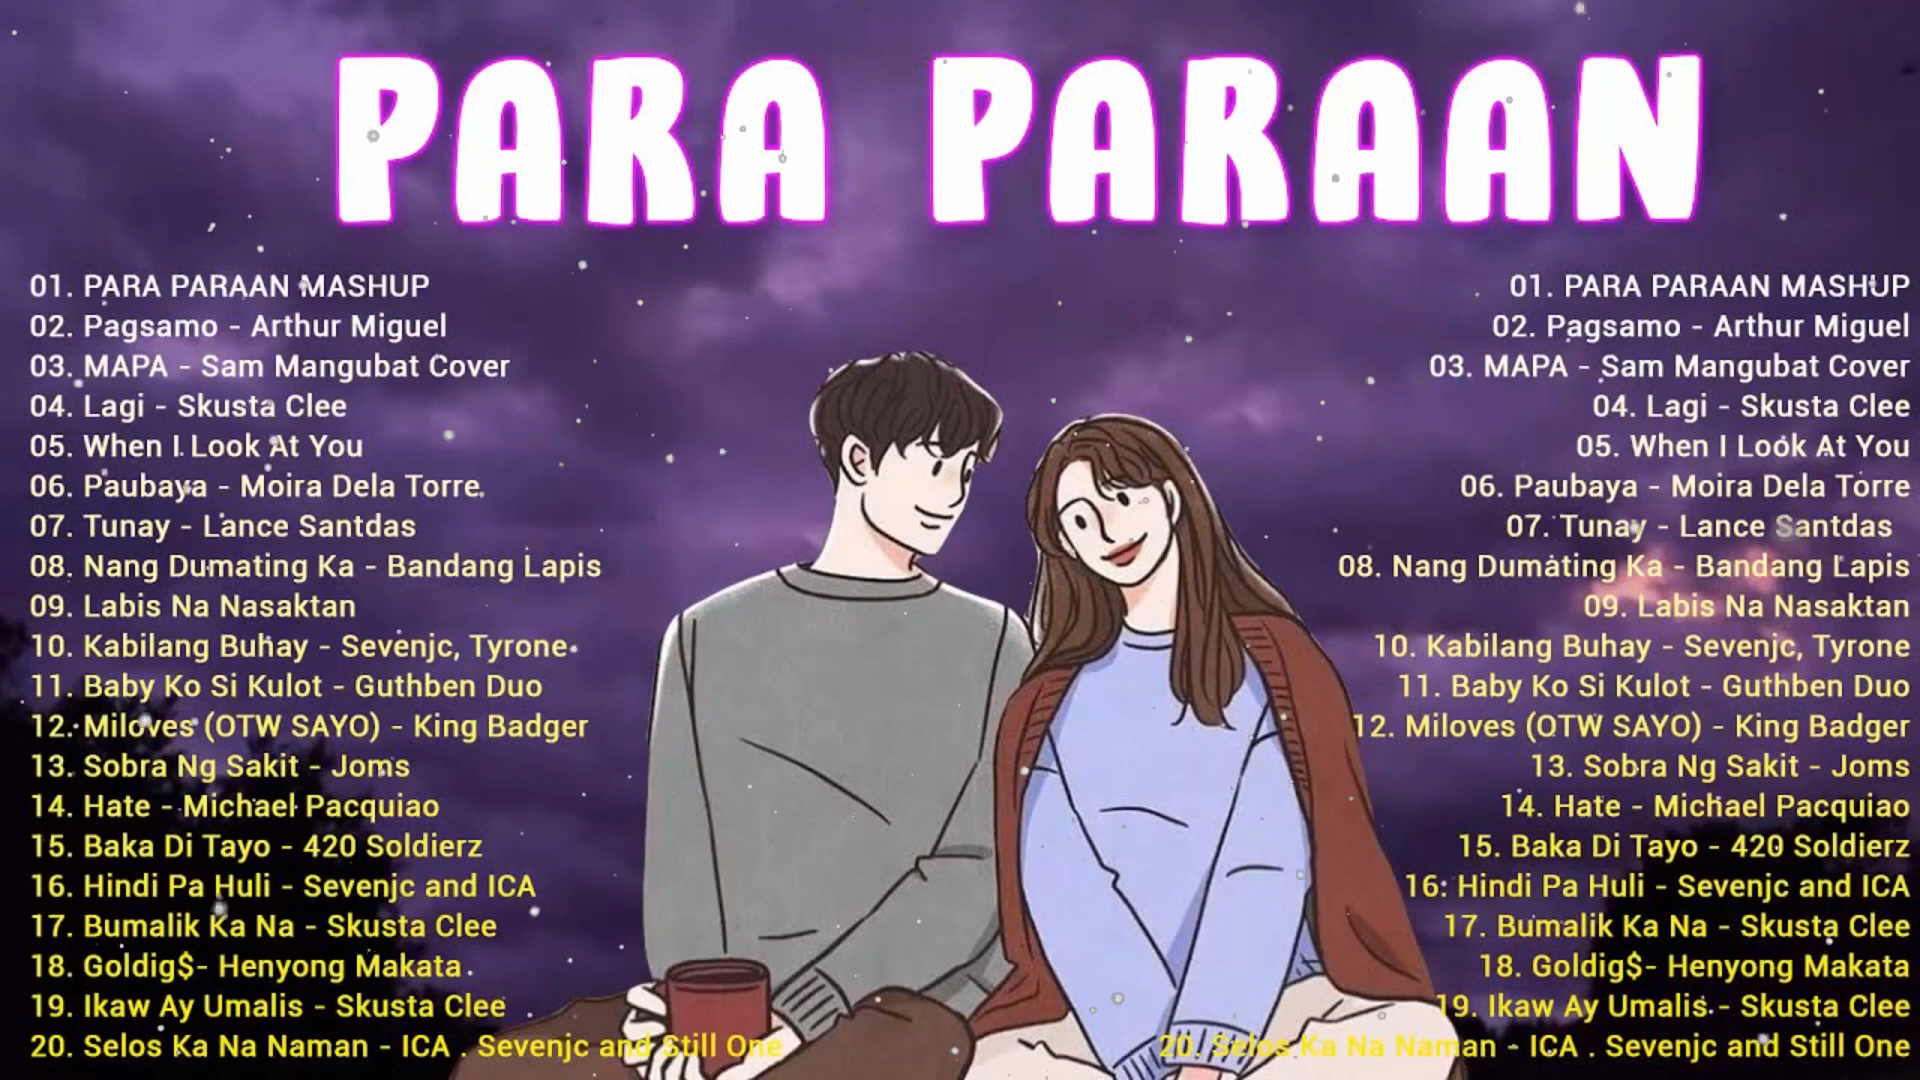 PARA PARAAN
01. PARA PARAAN MASHUP
02. Pagsamo - Arthur Miguel
03. MAPA - Sam Mangubat Cover
04. Lagi - Skusta Clee
05. When I Look At You
06. Paubaya - Moira Dela Torre
07. Tunay - Lance Santdas
08. Nang Dumating Ka - Bandang Lapis
09. Labis Na Nasaktan
10. Kabilang Buhay - Sevenjc, Tyrone
11. Baby Ko Si Kulot - Guthben Duo
12. Miloves (OTW SAYO) - King Badger
13. Sobra Ng Sakit - Joms
14. Hate - Michael Pacquiao
15. Baka Di Tayo - 420 Soldierz
16. Hindi Pa Huli - Sevenjc and ICA
17. Bumalik Ka Na - Skusta Clee
18. Goldig$- Henyong Makata
19. Ikaw Ay Umalis - Skusta Clee
20. Selos Ka Na Naman - ICA . Sevenjc and Still One
01. PARA PARAAN MASHUP
02. Pagsamo - Arthur Miguel
03. MAPA - Sam Mangubat Cover
04. Lagi - Skusta Clee
05. When I Look At You
06. Paubaya - Moira Dela Torre
07. Tunay - Lance Santdas
08. Nang Dumating Ka - Bandang Lapis
09. Labis Na Nasaktan
10. Kabilang Buhay - Sevenjc, Tyrone
11. Baby Ko Si Kulot - Guthben Duo
12. Miloves (OTW SAYO) - King Badger
13. Sobra Ng Sakit - Joms
14. Hate - Michael Pacquiao
15. Baka Di Tayo - 420 Soldierz
16. Hindi Pa Huli - Sevenjc and ICA
17. Bumalik Ka Na - Skusta Clee
18. Goldig$- Henyong Makata
19. Ikaw Ay Umalis - Skusta Clee
20. Selos Ka Na Naman - ICA . Sevenjc and Still One